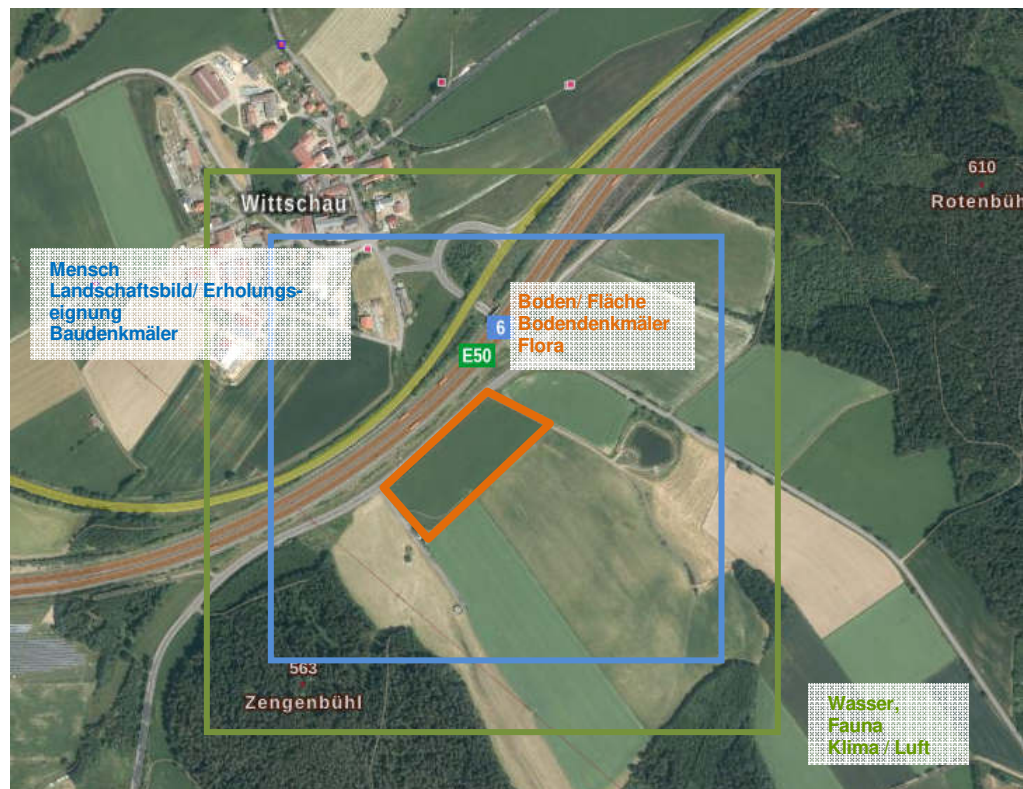 610
Rotenbüh
Wittschau
Mensch
Landschaftsbild/ Erholungs-
eignung
Baudenkmäler
Boden/ Fläche
Bodendenkmäler
Flora
6
E50
563
Zengenbühl
Wasser,
Fauna
Klima / Luft